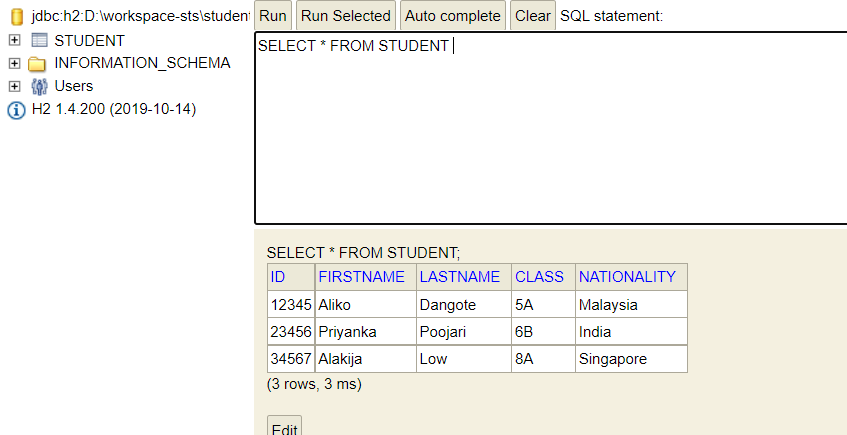 jdbc:h2:D:\workspace-sts\student
STUDENT
INFORMATION_SCHEMA
Users
H2 1.4.200 (2019-10-14)
Run Run Selected Auto complete Clear SQL statement:
SELECT * FROM STUDENT
SELECT * FROM STUDENT;
ID FIRSTNAME LASTNAME CLASS NATIONALITY
12345 Aliko Dangote 5A Malaysia
23456 Priyanka Poojari 6B India
34567 Alakija Low 8A Singapore
(3 rows, 3 ms)
Edit